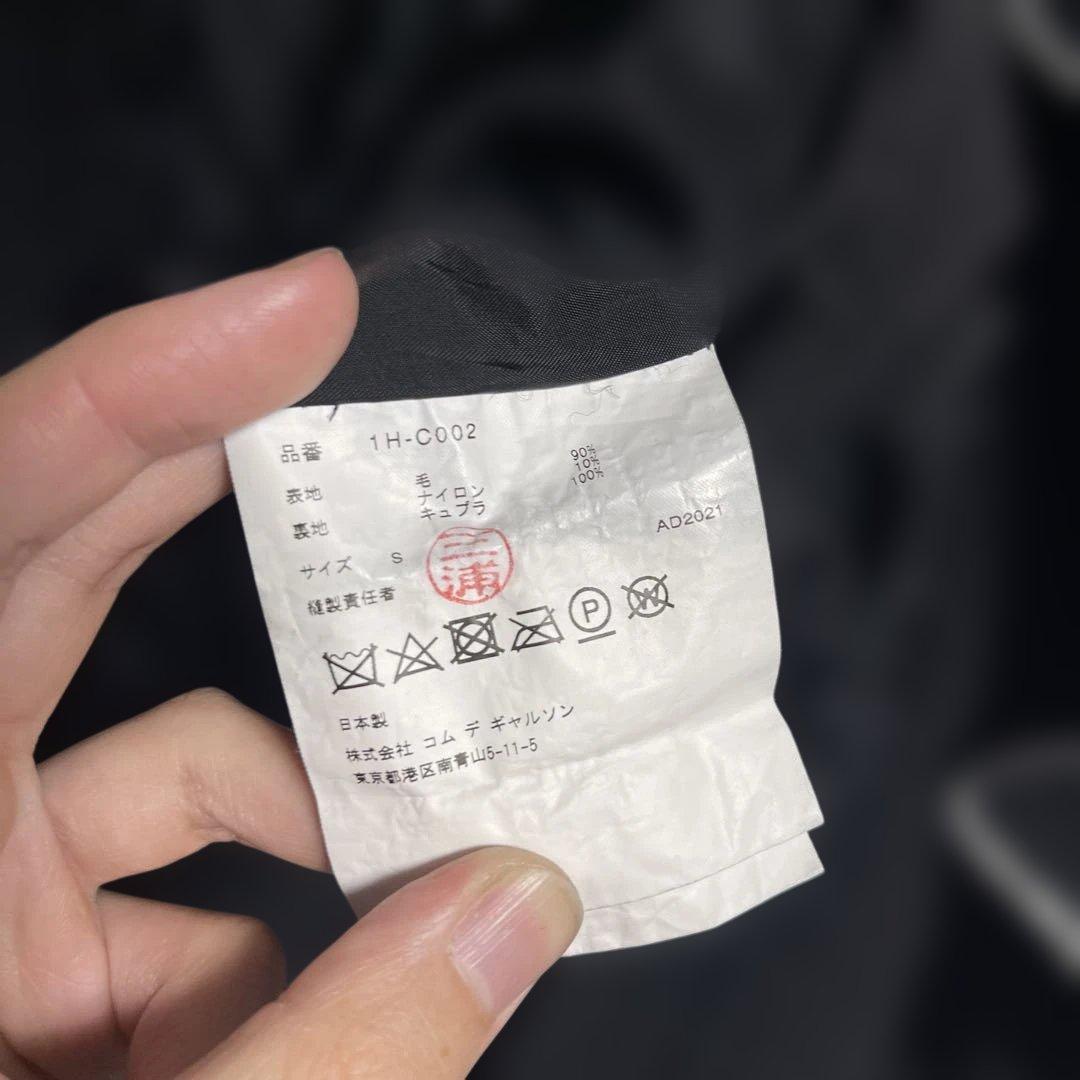 品番 1H-C002
表地 毛 90%
ナイロン 10%
裏地 キュプラ 100%
サイズ S AD2021
縫製責任者 三浦
P
W
日本製
株式会社 コム デ ギャルソン
東京都港区南青山5-11-5